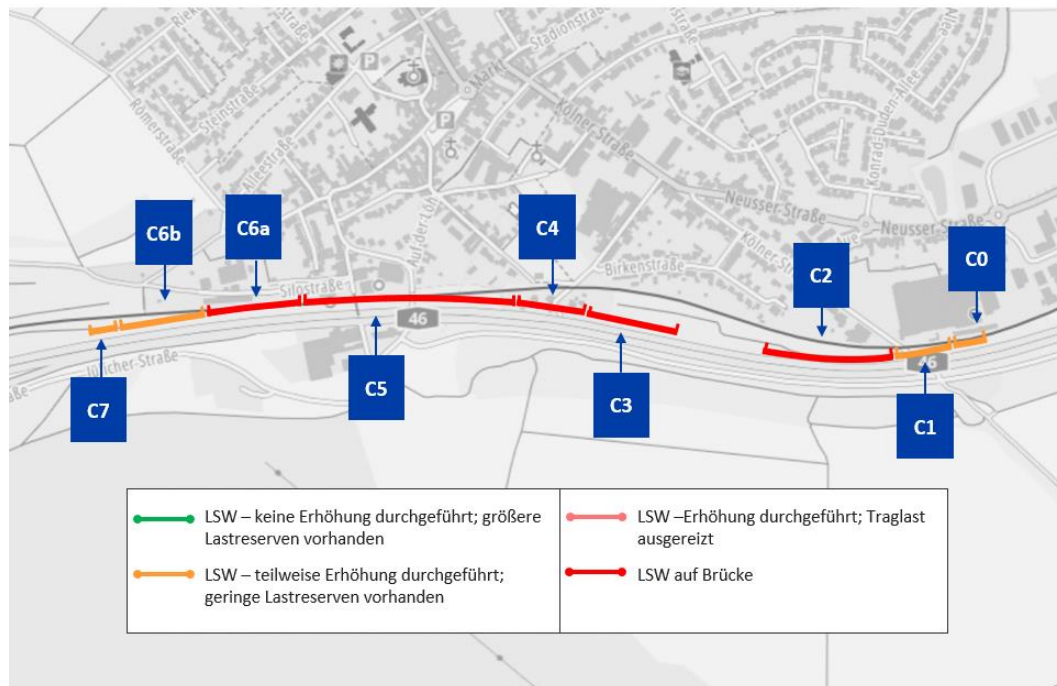 Stadionstraße
Allee
Steinstraße
P
Markt
Römerstraße
Alleestraße
P
Kölner-Straße
Konrad-Duden-Allee
Neusser-Straße
Neusser-Straße
C6b
C6a
C4
C2
C0
Auf der Löh
Kölner-Straße
Birkenstraße
Silostraße
46
46
Jülicher-Straße
C7
C5
C3
C1
LSW – keine Erhöhung durchgeführt; größere
Lastreserven vorhanden
LSW – teilweise Erhöhung durchgeführt;
geringe Lastreserven vorhanden
LSW –Erhöhung durchgeführt; Traglast
ausgereizt
LSW auf Brücke